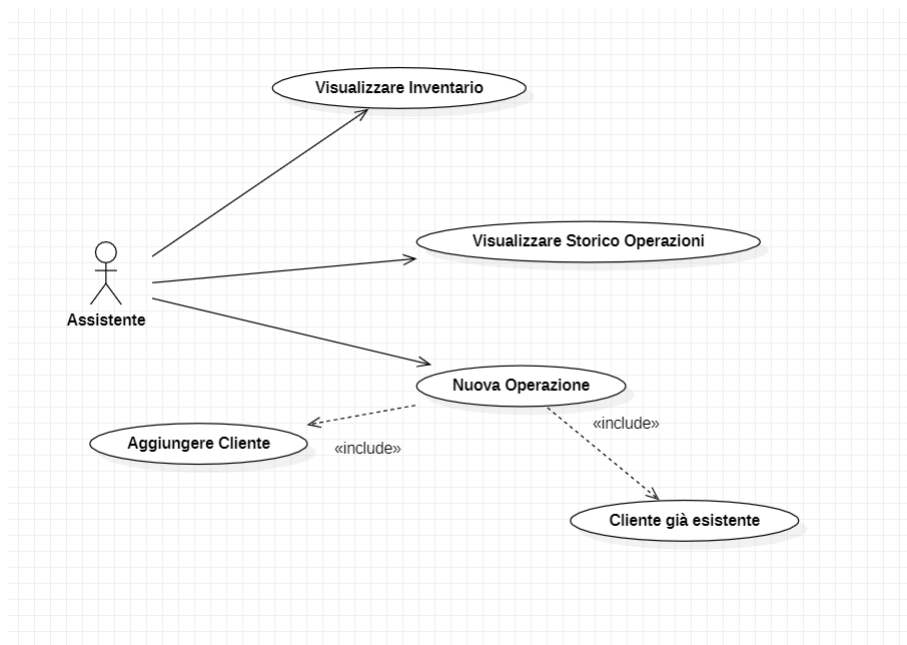 Visualizzare Inventario
Visualizzare Storico Operazioni
Assistente
Nuova Operazione
«include»
Aggiungere Cliente
«include»
Cliente già esistente